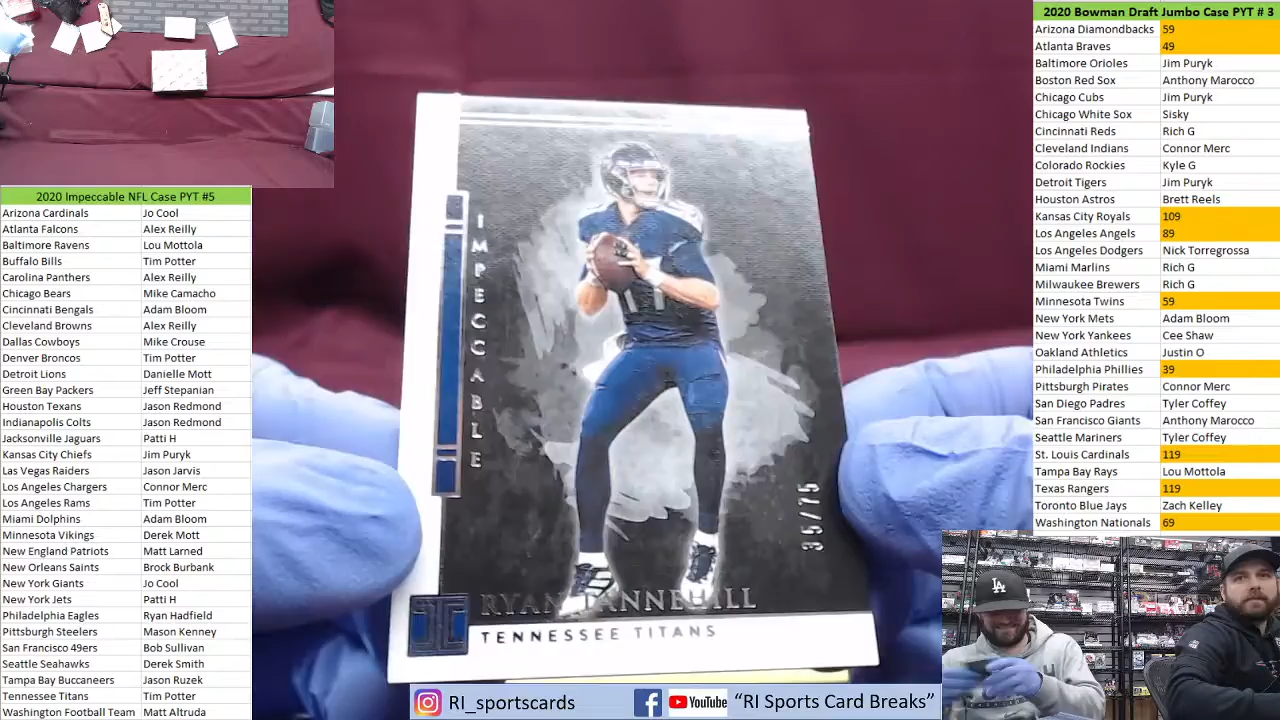 2020 Impeccable NFL Case PYT #5
Arizona Cardinals Jo Cool
Atlanta Falcons Alex Reilly
Baltimore Ravens Lou Mottola
Buffalo Bills Tim Potter
Carolina Panthers Alex Reilly
Chicago Bears Mike Camacho
Cincinnati Bengals Adam Bloom
Cleveland Browns Alex Reilly
Dallas Cowboys Mike Crouse
Denver Broncos Tim Potter
Detroit Lions Danielle Mott
Green Bay Packers Jeff Stepanian
Houston Texans Jason Redmond
Indianapolis Colts Jason Redmond
Jacksonville Jaguars Patti H
Kansas City Chiefs Jim Puryk
Las Vegas Raiders Jason Jarvis
Los Angeles Chargers Connor Merc
Los Angeles Rams Tim Potter
Miami Dolphins Adam Bloom
Minnesota Vikings Derek Mott
New England Patriots Matt Larned
New Orleans Saints Brock Burbank
New York Giants Jo Cool
New York Jets Patti H
Philadelphia Eagles Ryan Hadfield
Pittsburgh Steelers Mason Kenney
San Francisco 49ers Bob Sullivan
Seattle Seahawks Derek Smith
Tampa Bay Buccaneers Jason Ruzek
Tennessee Titans Tim Potter
Washington Football Team Matt Altruda
IMPECCABLE
35/75
RYAN TANNEHILL
TENNESSEE TITANS
RI_sportscards YouTube "RI Sports Card Breaks"
2020 Bowman Draft Jumbo Case PYT # 3
Arizona Diamondbacks 59
Atlanta Braves 49
Baltimore Orioles Jim Puryk
Boston Red Sox Anthony Marocco
Chicago Cubs Jim Puryk
Chicago White Sox Sisky
Cincinnati Reds Rich G
Cleveland Indians Connor Merc
Colorado Rockies Kyle G
Detroit Tigers Jim Puryk
Houston Astros Brett Reels
Kansas City Royals 109
Los Angeles Angels 89
Los Angeles Dodgers Nick Torregrossa
Miami Marlins Rich G
Milwaukee Brewers Rich G
Minnesota Twins 59
New York Mets Adam Bloom
New York Yankees Cee Shaw
Oakland Athletics Justin O
Philadelphia Phillies 39
Pittsburgh Pirates Connor Merc
San Diego Padres Tyler Coffey
San Francisco Giants Anthony Marocco
Seattle Mariners Tyler Coffey
St. Louis Cardinals 119
Tampa Bay Rays Lou Mottola
Texas Rangers 119
Toronto Blue Jays Zach Kelley
Washington Nationals 69
LA